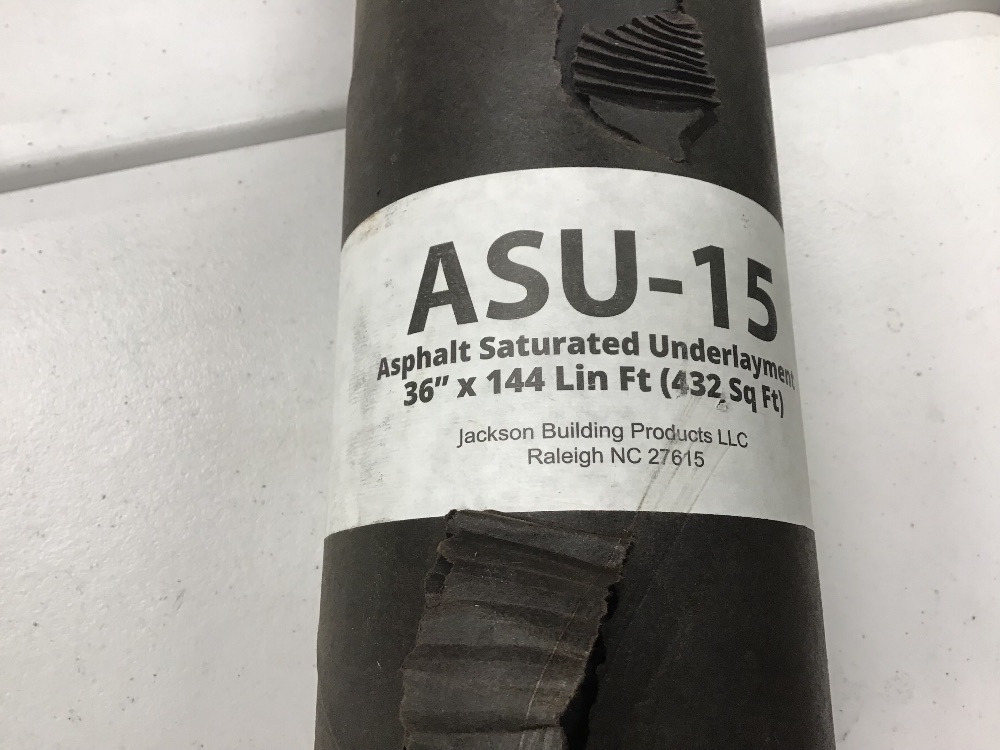 ASU-15
Asphalt Saturated Underlayment
36” x 144 Lin Ft (432 Sq Ft)
Jackson Building Products LLC
Raleigh NC 27615